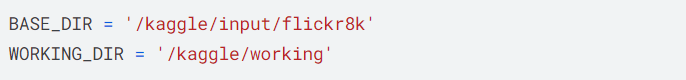 BASE_DIR = '/kaggle/input/flickr8k'
WORKING_DIR = '/kaggle/working'